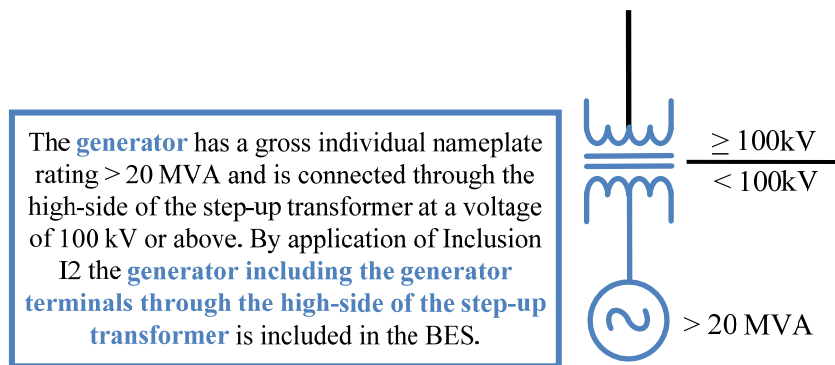 The generator has a gross individual nameplate
rating > 20 MVA and is connected through the
high-side of the step-up transformer at a voltage
of 100 kV or above. By application of Inclusion
I2 the generator including the generator
terminals through the high-side of the step-up
transformer is included in the BES.
≥ 100kV
< 100kV
> 20 MVA